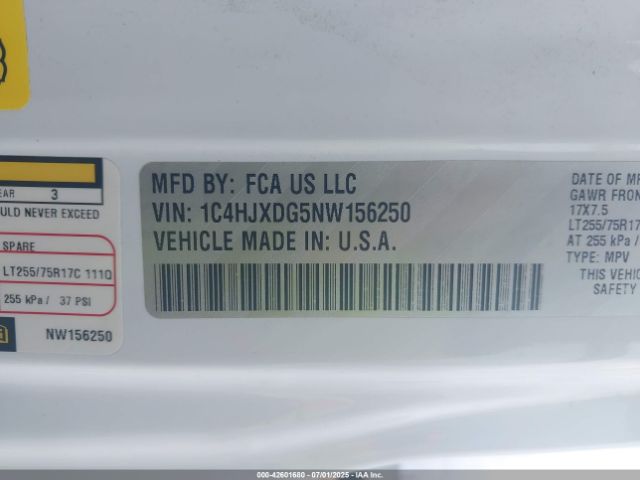 EAR 3
ULD NEVER EXCEED
SPARE
LT255/75R17C 111Q
255 kPa / 37 PSI
NW156250
MFD BY: FCA US LLC
VIN: 1C4HJXDG5NW156250
VEHICLE MADE IN: U.S.A.
DATE OF MF
GAWR FRON
17X7.5
LT255/75R17
AT 255 kPa /
TYPE: MPV
THIS VEHIC
SAFETY
000-42601680 - 07/01/2025 - IAAI.com